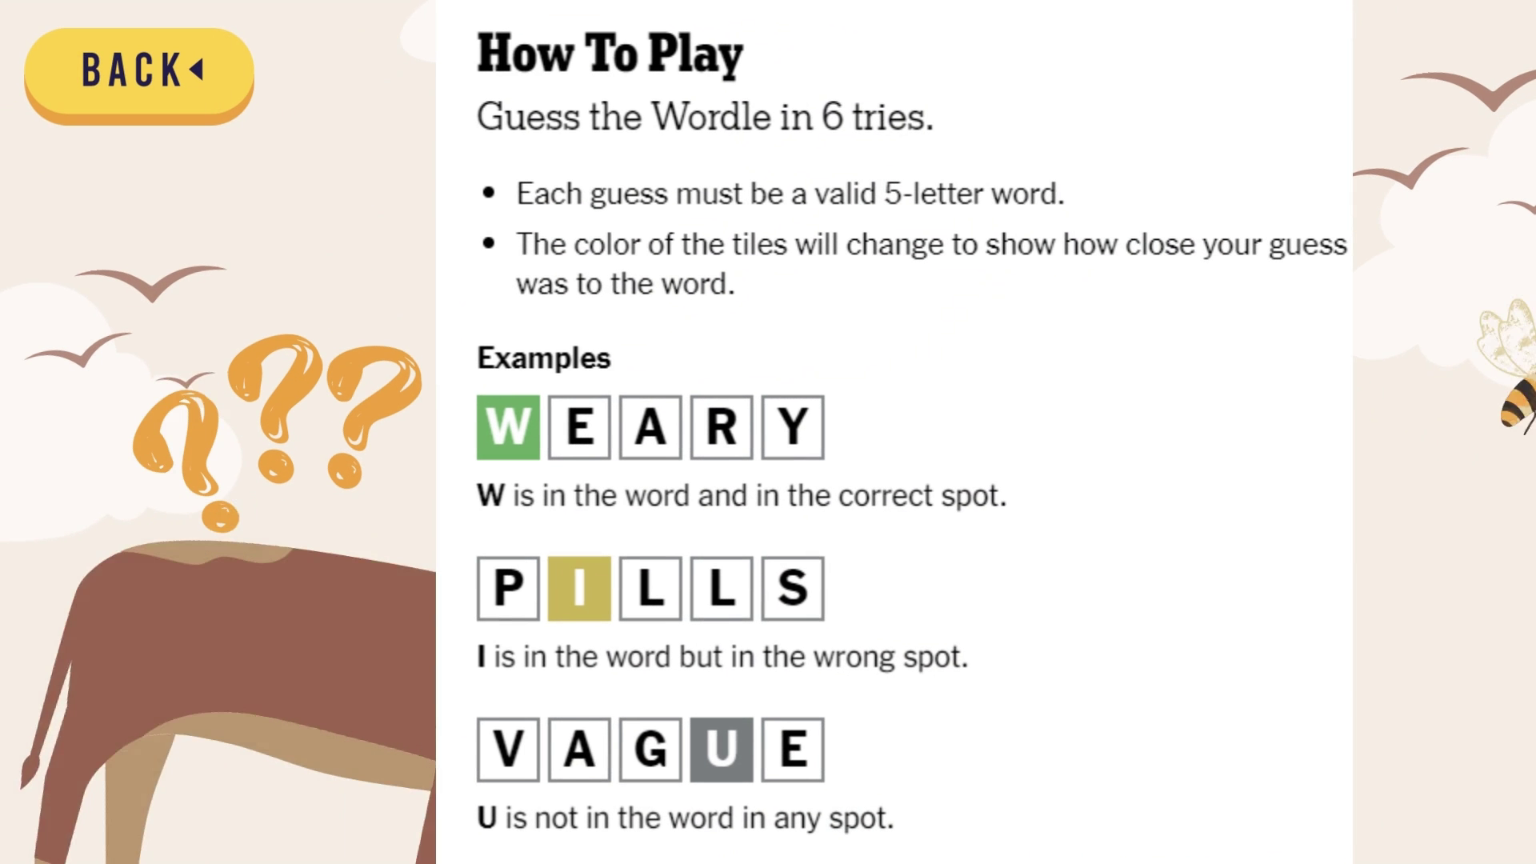 BACK
How To Play
Guess the Wordle in 6 tries.
• Each guess must be a valid 5-letter word.
• The color of the tiles will change to show how close your guess
was to the word.
Examples
W E A R Y
W is in the word and in the correct spot.
P I L L S
I is in the word but in the wrong spot.
V A G U E
U is not in the word in any spot.
???